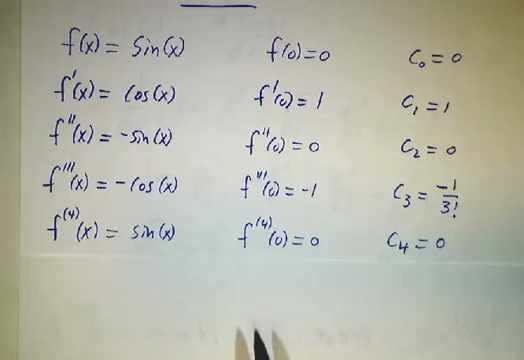 f(x) = Sin(x) f(0) = 0 C₀ = 0
f'(x) = Cos(x) f'(0) = 1 C₁ = 1
f''(x) = -sin(x) f''(0) = 0 C₂ = 0
f'''(x) = -Cos(x) f'''(0) = -1 C₃ = -1/3!
f⁽⁴⁾(x) = sin(x) f⁽⁴⁾(0) = 0 C₄ = 0